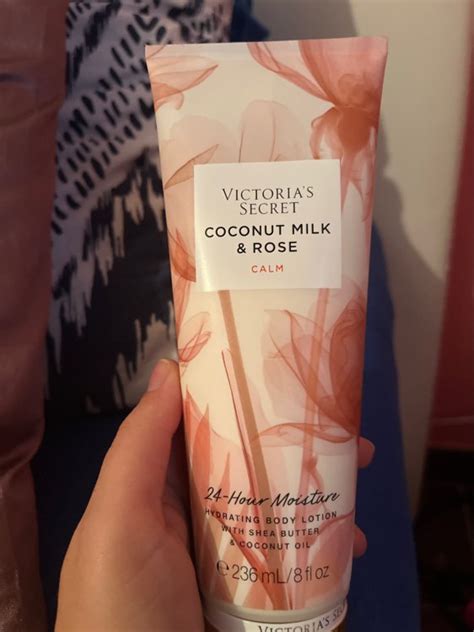 VICTORIA'S
SECRET
COCONUT MILK
& ROSE
CALM
24-Hour Moisture
HYDRATING BODY LOTION
WITH SHEA BUTTER
& COCONUT OIL
℮ 236 mL/8 fl oz
VICTORIA'S SE